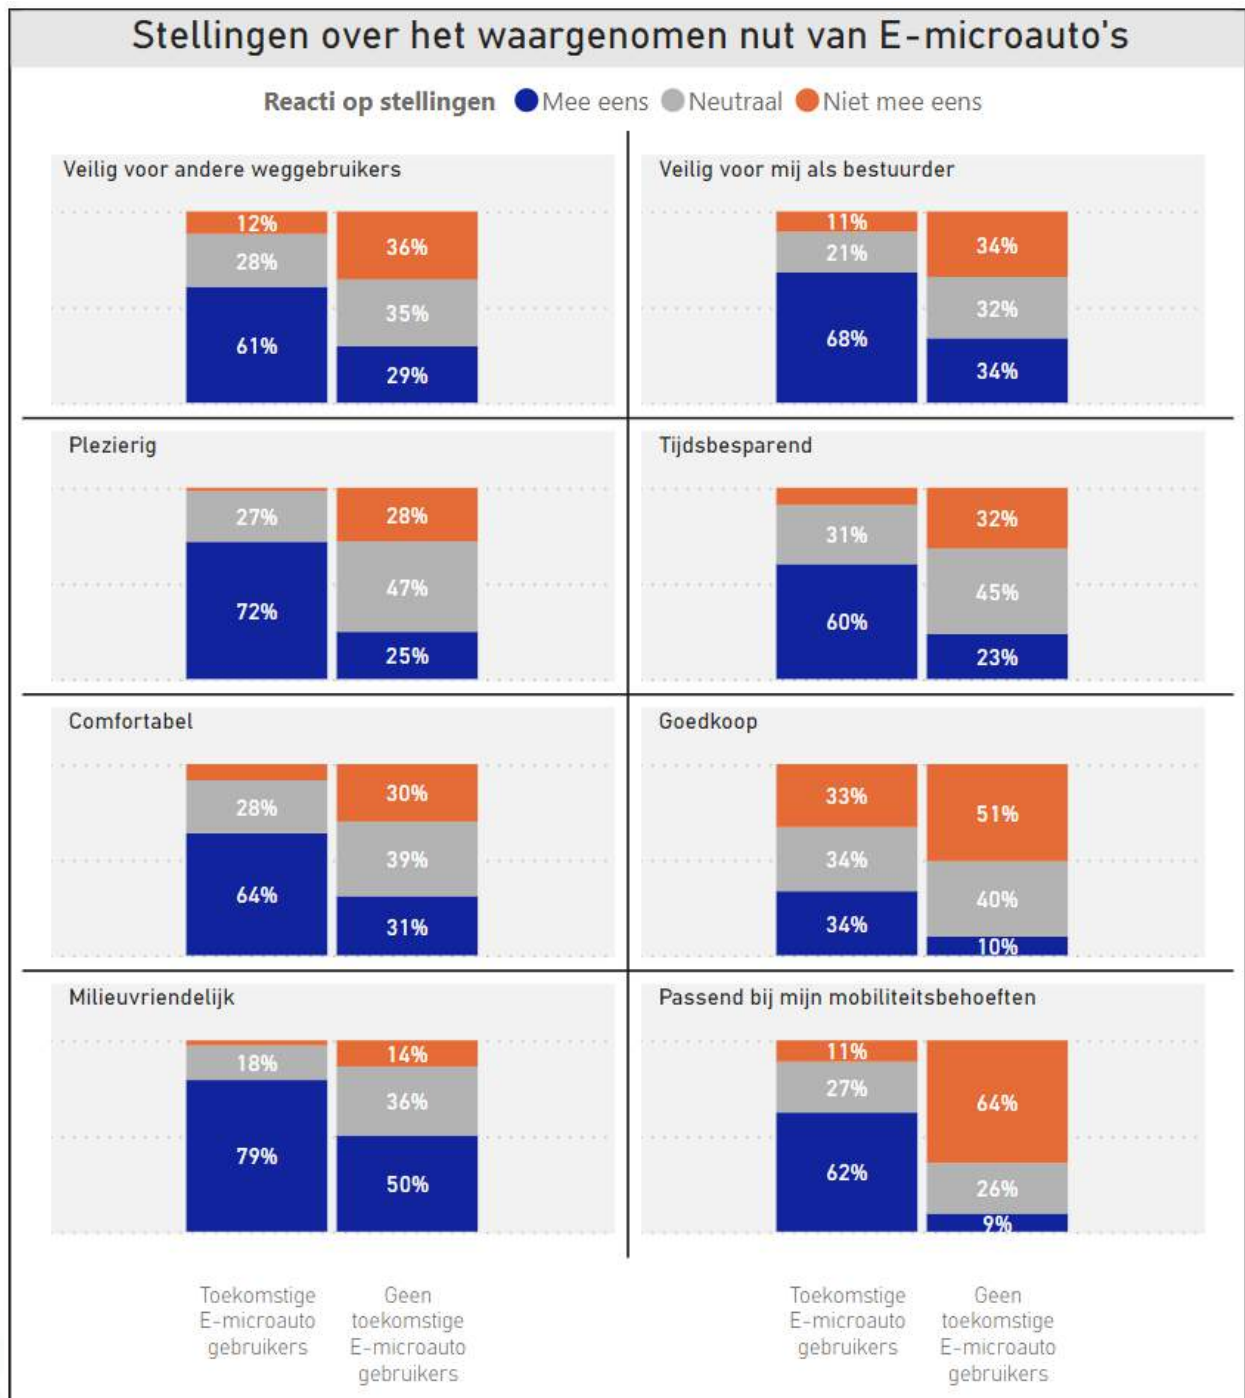 Stellingen over het waargenomen nut van E-microauto's
Reacti op stellingen Mee eens Neutraal Niet mee eens
Veilig voor andere weggebruikers
12%
36%
28%
35%
61%
29%
Veilig voor mij als bestuurder
11%
34%
21%
32%
68%
34%
Plezierig
27%
28%
47%
72%
25%
Tijdsbesparend
31%
32%
45%
60%
23%
Comfortabel
28%
30%
39%
64%
31%
Goedkoop
33%
51%
34%
40%
34%
10%
Milieuvriendelijk
18%
14%
36%
79%
50%
Passend bij mijn mobiliteitsbehoeften
11%
64%
27%
26%
62%
9%
Toekomstige
E-microauto
gebruikers
Geen
toekomstige
E-microauto
gebruikers
Toekomstige
E-microauto
gebruikers
Geen
toekomstige
E-microauto
gebruikers